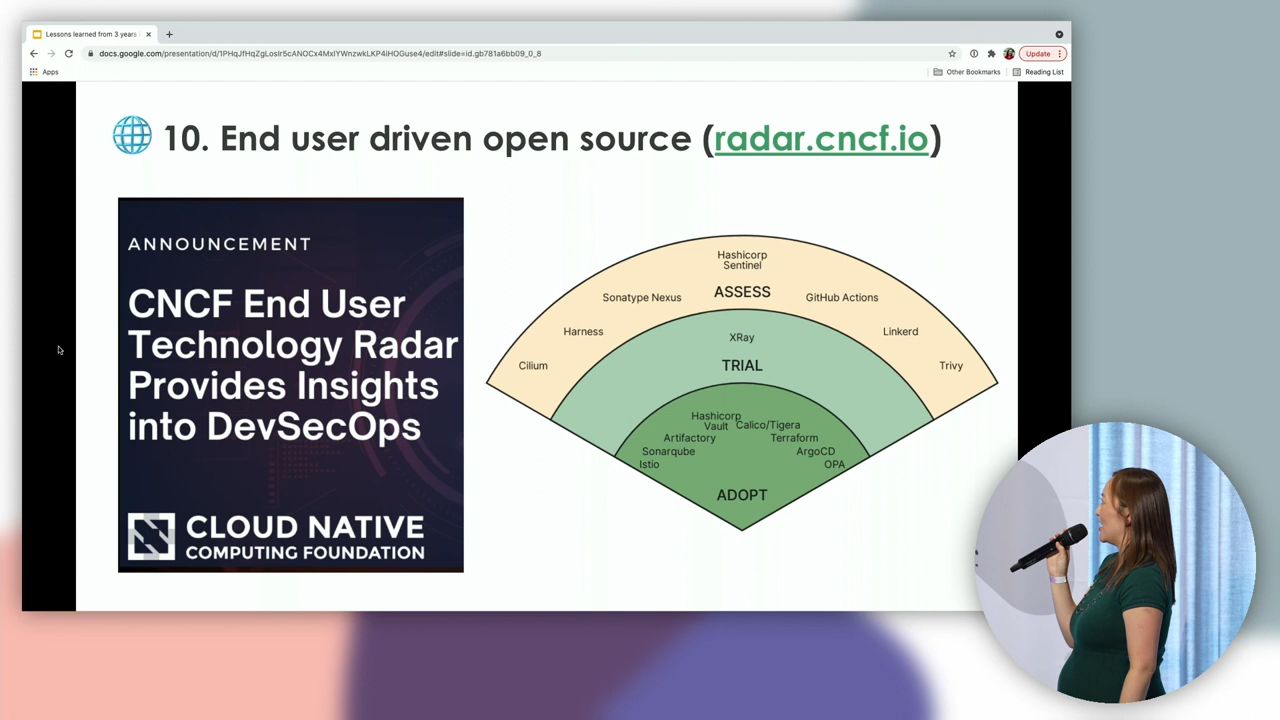 Lessons learned from 3 years
docs.google.com/presentation/d/1PHqJfHqZgLosIr5cANOCx4MxIYWnzwkLKP4iHOGuse4/edit#slide=id.gb781a6bb09_0_8
Update
Apps
Other Bookmarks
Reading List
10. End user driven open source (radar.cncf.io)
ANNOUNCEMENT
CNCF End User
Technology Radar
Provides Insights
into DevSecOps
CLOUD NATIVE
COMPUTING FOUNDATION
Hashicorp
Sentinel
ASSESS
Sonatype Nexus
GitHub Actions
Harness
Linkerd
Cilium
Trivy
XRay
TRIAL
Hashicorp
Vault
Calico/Tigera
Artifactory
Terraform
Sonarqube
ArgoCD
Istio
OPA
ADOPT